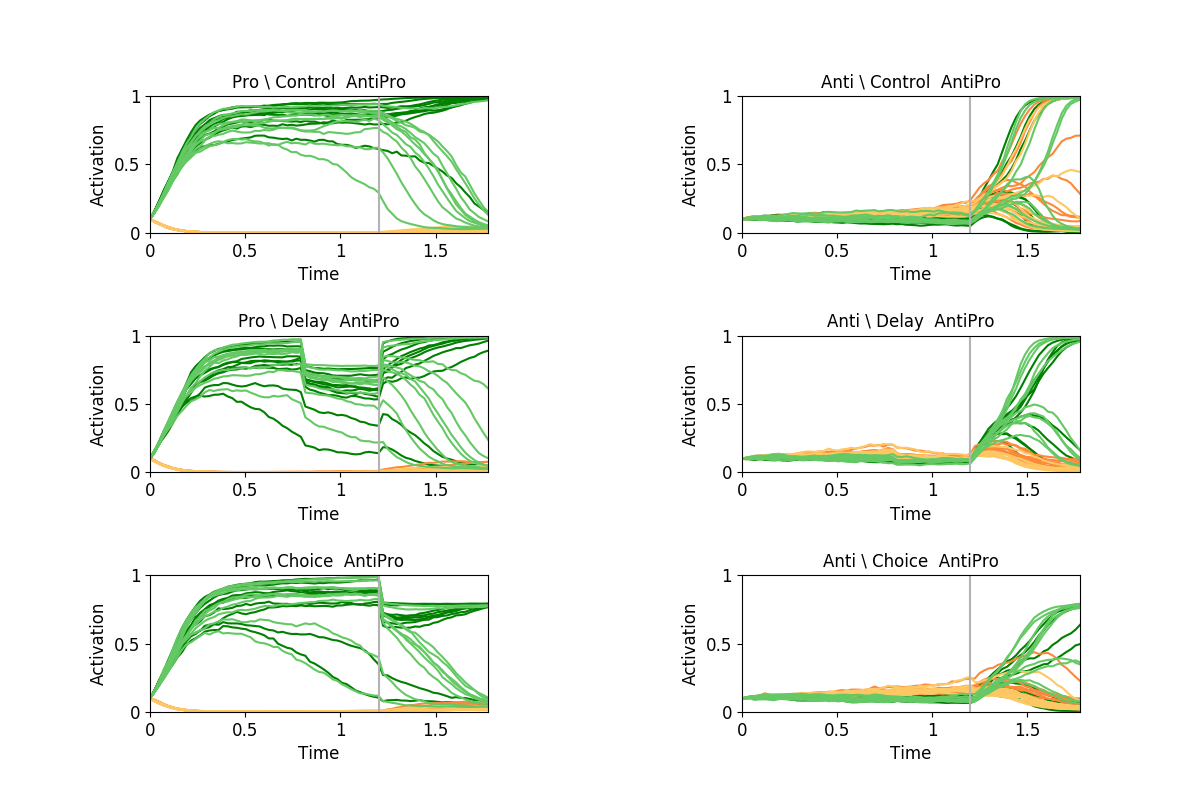 Pro \ Control  AntiPro
Activation
1
0.5
0
0
0.5
1
1.5
Time
Anti \ Control  AntiPro
Activation
1
0.5
0
0
0.5
1
1.5
Time
Pro \ Delay  AntiPro
Activation
1
0.5
0
0
0.5
1
1.5
Time
Anti \ Delay  AntiPro
Activation
1
0.5
0
0
0.5
1
1.5
Time
Pro \ Choice  AntiPro
Activation
1
0.5
0
0
0.5
1
1.5
Time
Anti \ Choice  AntiPro
Activation
1
0.5
0
0
0.5
1
1.5
Time